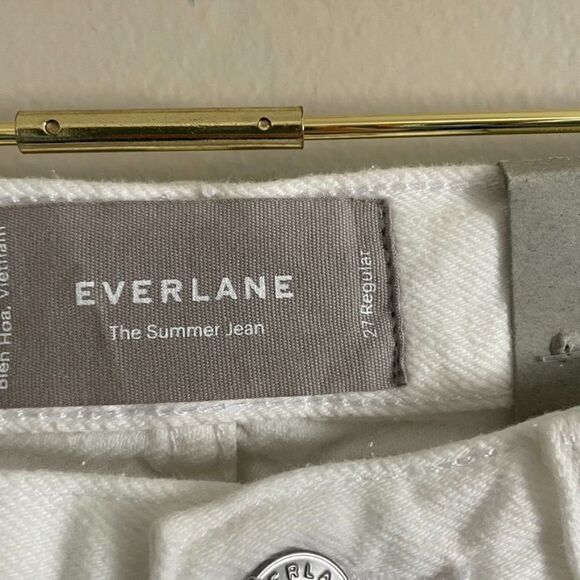 Bien Hoa, Vietnam
EVERLANE
The Summer Jean
27 Regular